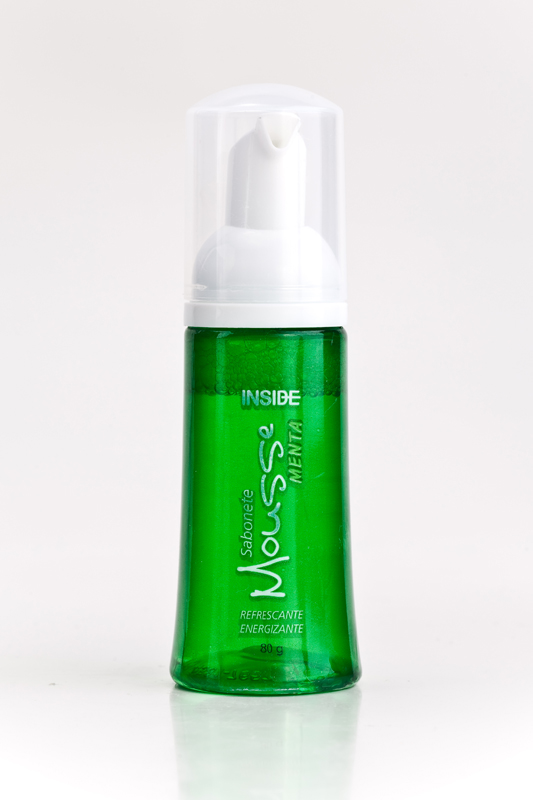 INSIDE
Sabonete
Mousse
MENTA
REFRESCANTE
ENERGIZANTE
80 g